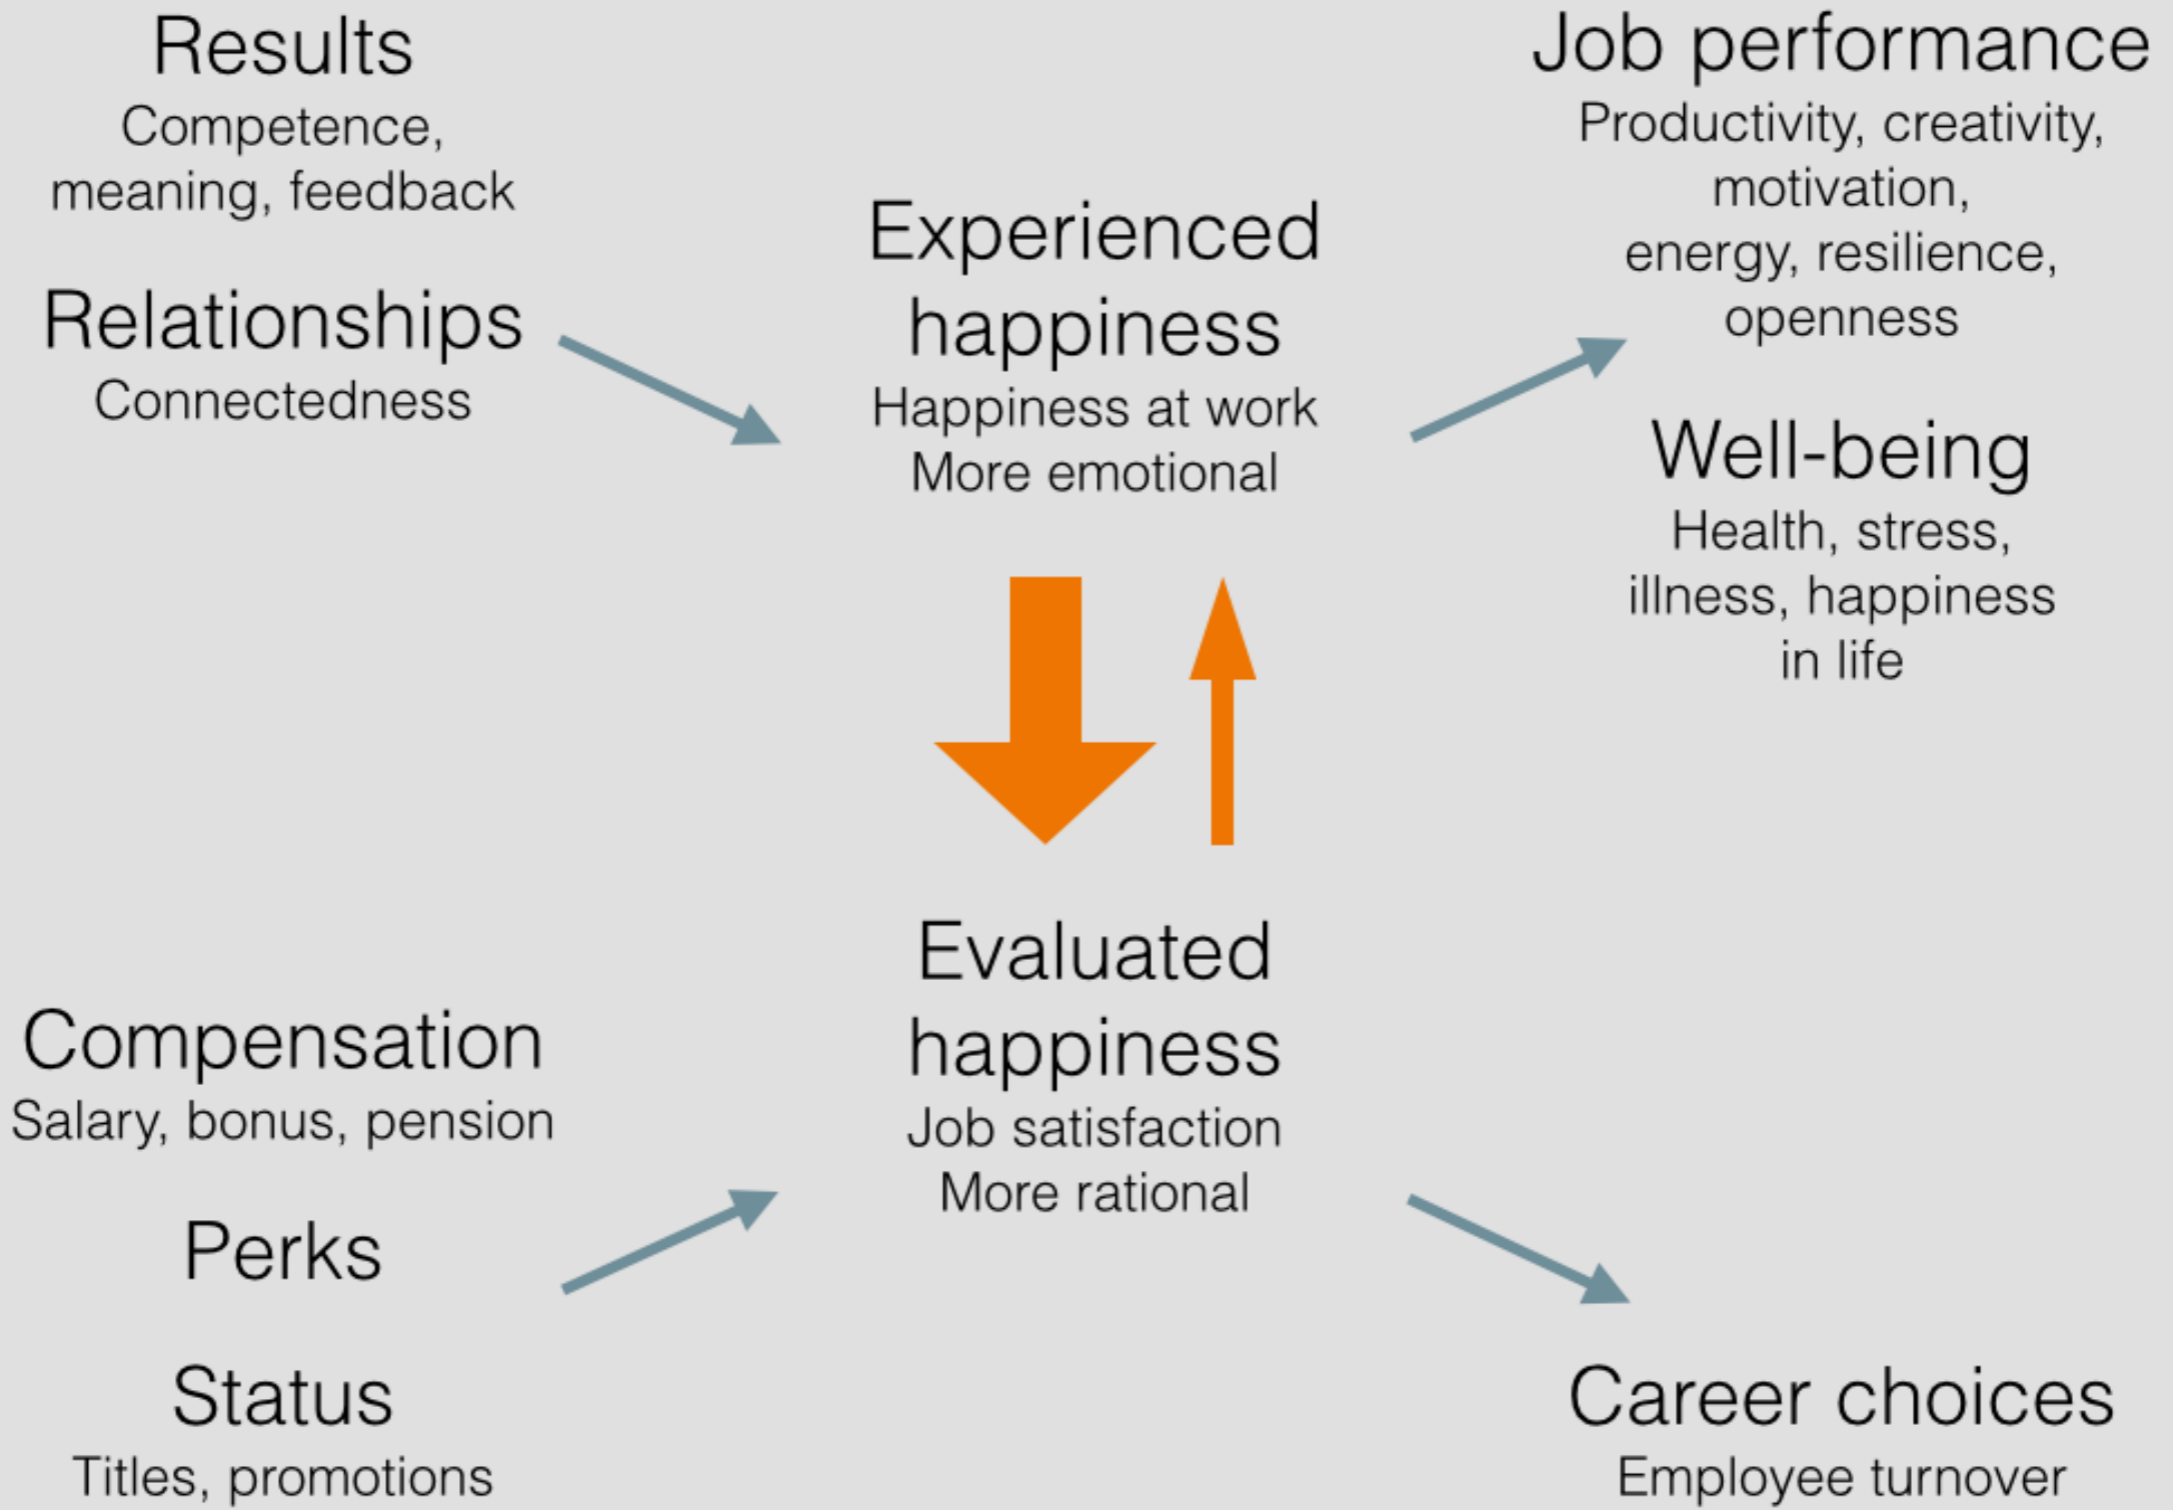 Results
Competence,
meaning, feedback
Relationships
Connectedness
Experienced
happiness
Happiness at work
More emotional
Job performance
Productivity, creativity,
motivation,
energy, resilience,
openness
Well-being
Health, stress,
illness, happiness
in life
Compensation
Salary, bonus, pension
Perks
Status
Titles, promotions
Evaluated
happiness
Job satisfaction
More rational
Career choices
Employee turnover